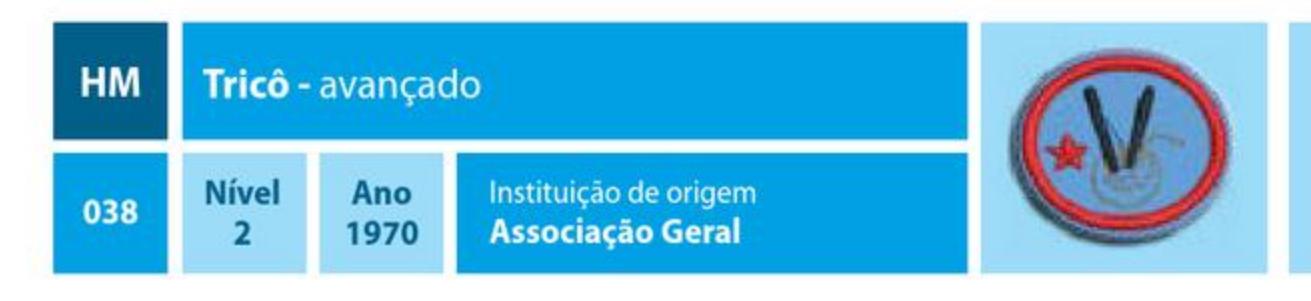 HM
Tricô - avançado
038
Nível
2
Ano
1970
Instituição de origem
Associação Geral